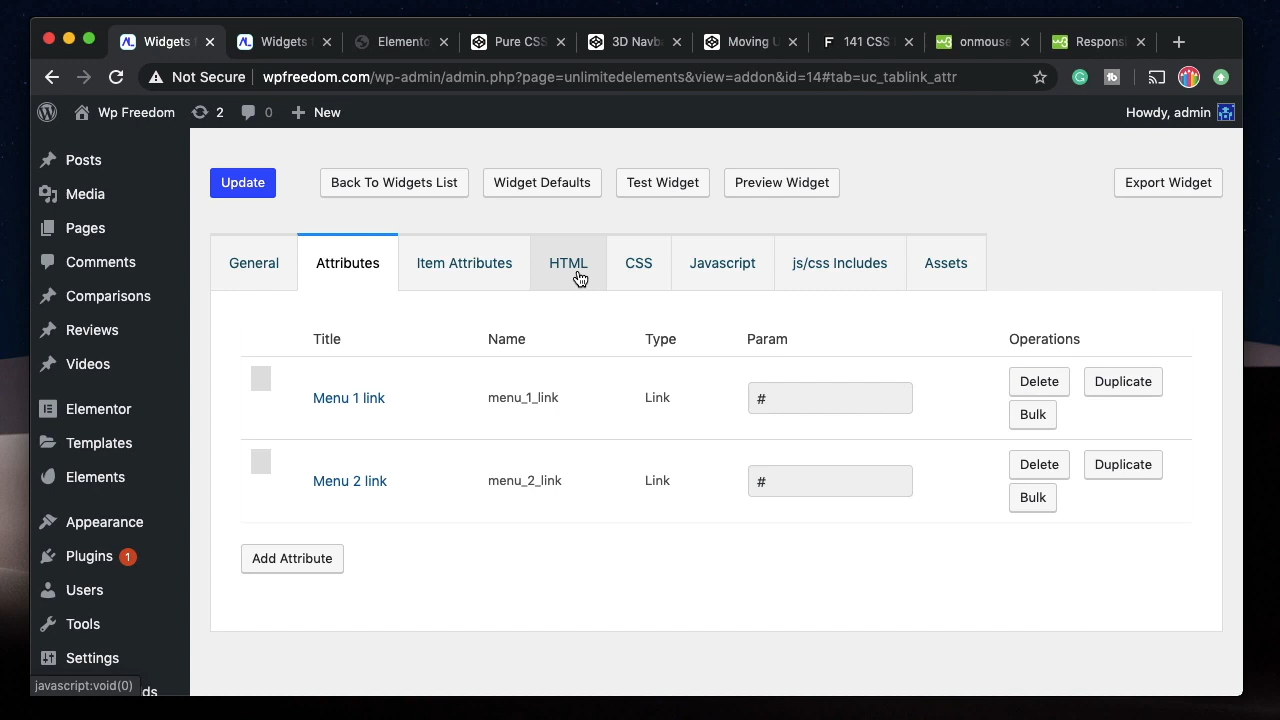 Widgets
Widgets
Elemento
Pure CSS
3D Navb
Moving U
141 CSS
onmouse
Respons
Not Secure
wpfreedom.com/wp-admin/admin.php?page=unlimitedelements&view=addon&id=14#tab=uc_tablink_attr
Wp Freedom
2
0
New
Howdy, admin
Posts
Media
Pages
Comments
Comparisons
Reviews
Videos
Elementor
Templates
Elements
Appearance
Plugins 1
Users
Tools
Settings
ds
javascript:void(0)
Update
Back To Widgets List
Widget Defaults
Test Widget
Preview Widget
Export Widget
General
Attributes
Item Attributes
HTML
CSS
Javascript
js/css Includes
Assets
Title Name Type Param Operations
Menu 1 link menu_1_link Link # Delete Duplicate
Bulk
Menu 2 link menu_2_link Link # Delete Duplicate
Bulk
Add Attribute